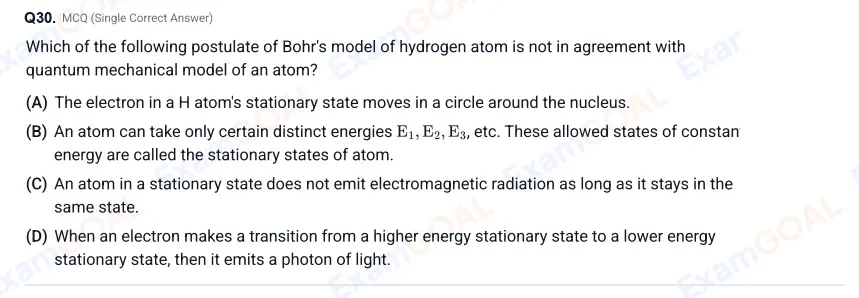 Q30. MCQ (Single Correct Answer)
Which of the following postulate of Bohr's model of hydrogen atom is not in agreement with
quantum mechanical model of an atom?
(A) The electron in a H atom's stationary state moves in a circle around the nucleus.
(B) An atom can take only certain distinct energies E₁, E₂, E₃, etc. These allowed states of constan
energy are called the stationary states of atom.
(C) An atom in a stationary state does not emit electromagnetic radiation as long as it stays in the
same state.
(D) When an electron makes a transition from a higher energy stationary state to a lower energy
stationary state, then it emits a photon of light.
ExamGOAL